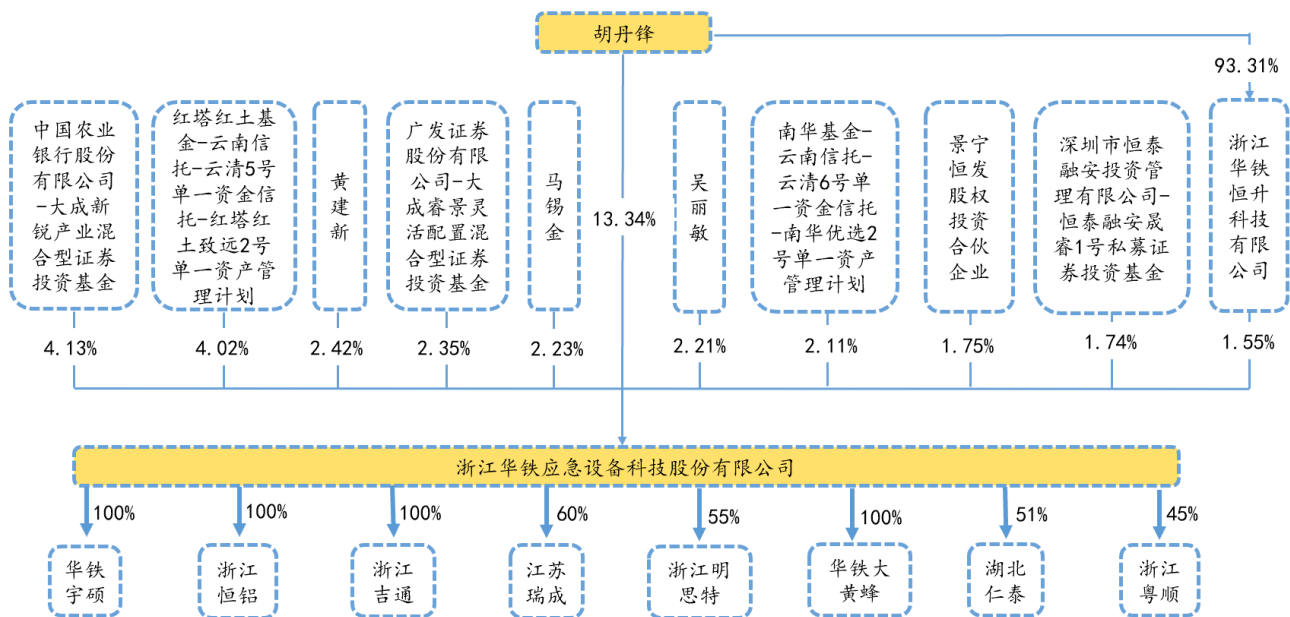 胡丹锋
93.31%
中国农业
银行股份
有限公司
-大成新
锐产业混
合型证券
投资基金
红塔红土基
金-云南信
托-云清5号
单一资金信
托-红塔红
土致远2号
单一资产管
理计划
黄
建
新
广发证券
股份有限
公司-大
成睿景灵
活配置混
合型证券
投资基金
马
锡
金
13.34%
吴
丽
敏
南华基金-
云南信托-
云清6号单
一资金信托
-南华优选2
号单一资产
管理计划
景宁
恒发
股权
投资
合伙
企业
深圳市恒泰
融安投资管
理有限公司-
恒泰融安晟
睿1号私募证
券投资基金
浙江
华铁
恒升
科技
有限
公司
4.13%
4.02%
2.42%
2.35%
2.23%
2.21%
2.11%
1.75%
1.74%
1.55%
浙江华铁应急设备科技股份有限公司
100%
100%
100%
60%
55%
100%
51%
45%
华铁
宇硕
浙江
恒铝
浙江
吉通
江苏
瑞成
浙江明
思特
华铁大
黄蜂
湖北
仁泰
浙江
粤顺